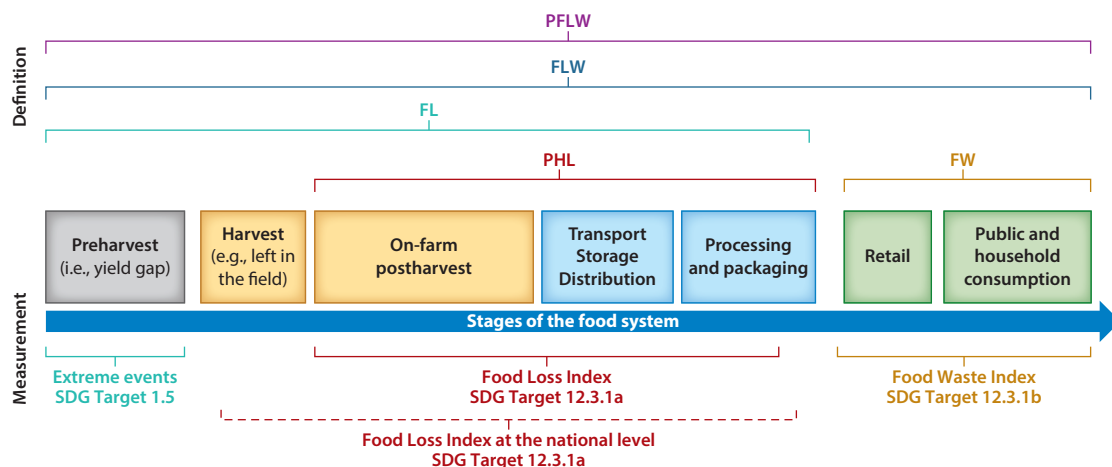 PFLW
FLW
FL
PHL
FW
Definition
Preharvest
(i.e., yield gap)
Harvest
(e.g., left in
the field)
On-farm
postharvest
Transport
Storage
Distribution
Processing
and packaging
Retail
Public and
household
consumption
Stages of the food system
Measurement
Extreme events
SDG Target 1.5
Food Loss Index
SDG Target 12.3.1a
Food Waste Index
SDG Target 12.3.1b
Food Loss Index at the national level
SDG Target 12.3.1a